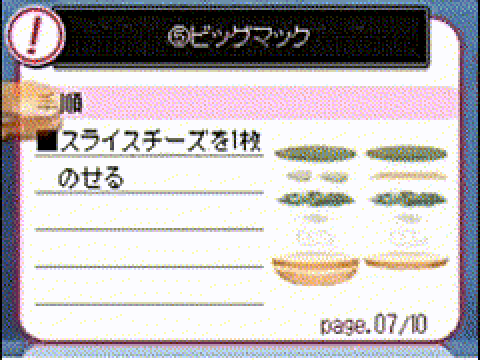 ⑤ビッグマック
手順
■スライスチーズを1枚
のせる
page.07/10